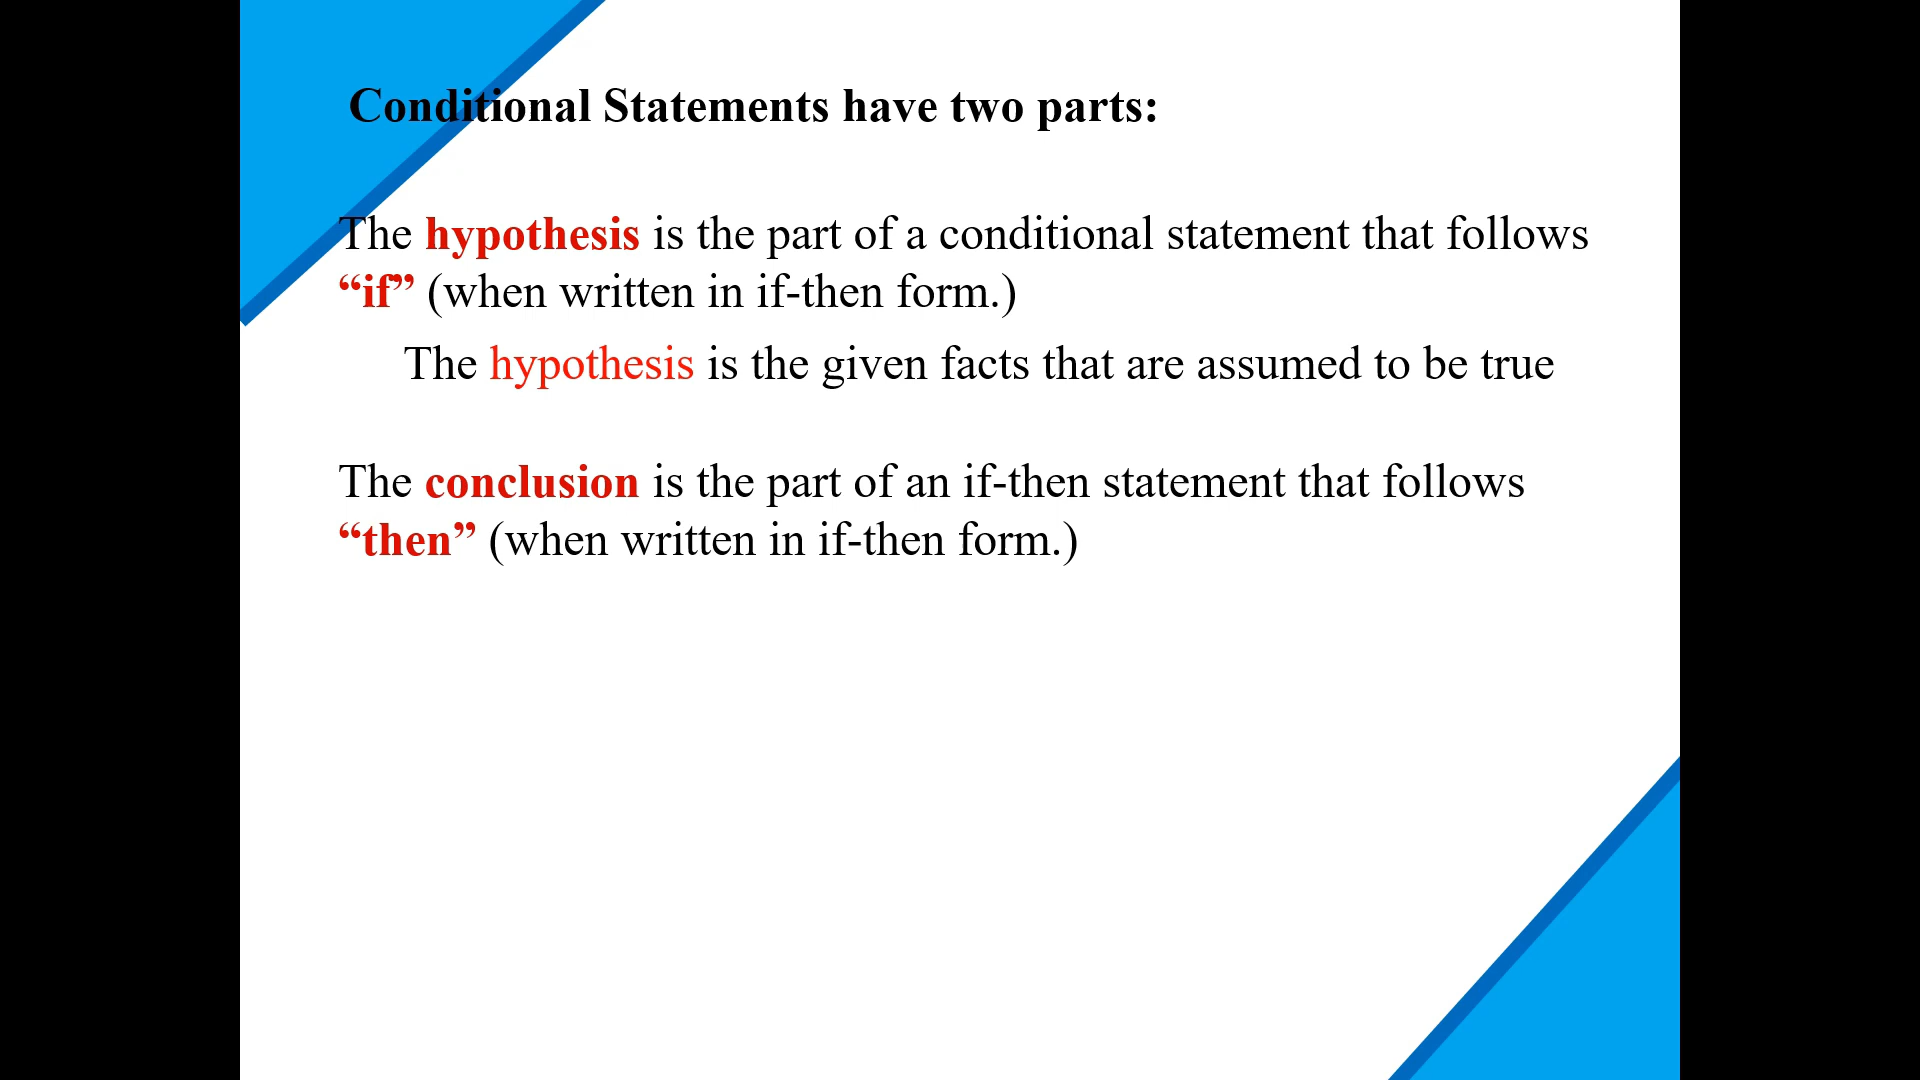 Conditional Statements have two parts:
The hypothesis is the part of a conditional statement that follows
“if” (when written in if-then form.)
The hypothesis is the given facts that are assumed to be true
The conclusion is the part of an if-then statement that follows
“then” (when written in if-then form.)